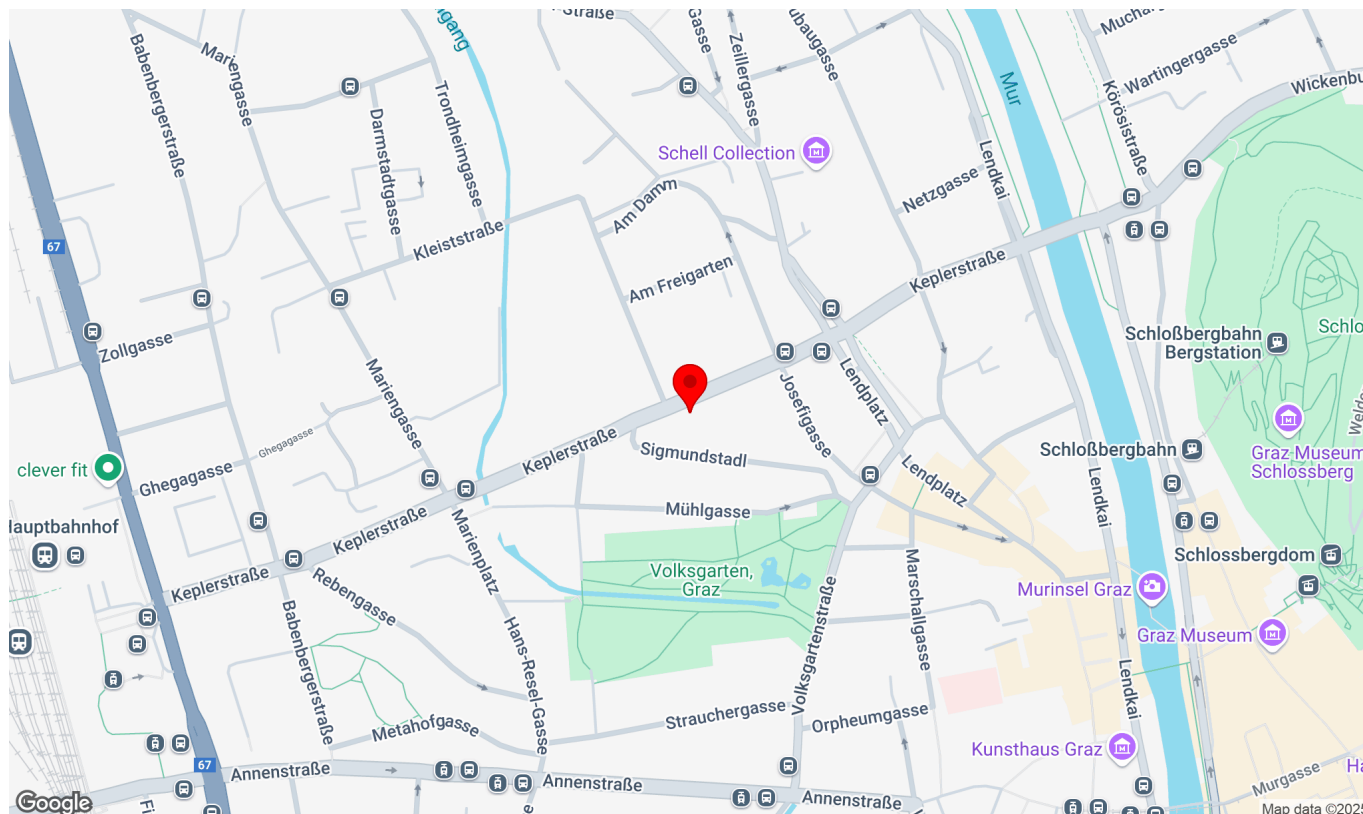 Straße
Muchar
Mariengasse
Babenbergerstraße
Zeillergasse
Wartingergasse
Wickenbu
Mur
Körösistraße
Trondheimgasse
Darmstadtgasse
Schell Collection
Lendkai
Netzgasse
Am Damm
Kleiststraße
67
Am Freigarten
Keplerstraße
Zollgasse
Schloßbergbahn
Bergstation
Schlo
Mariengasse
Josefigasse
Lendplatz
Ghegagasse
Keplerstraße
Sigmundstadl
Schloßbergbahn
Graz Museum
Schlossberg
clever fit
Ghegagasse
Lendplatz
Lendkai
Mühlgasse
Hauptbahnhof
Keplerstraße
Marienplatz
Schlossbergdom
Volksgarten,
Graz
Keplerstraße
Rebengasse
Murinsel Graz
Marschallgasse
Graz Museum
Babenbergerstraße
Hans-Resel-Gasse
Volksgartenstraße
Lendkai
Strauchergasse
Orpheumgasse
Metahofgasse
Kunsthaus Graz
67
Annenstraße
Annenstraße
Annenstraße
Murgasse
Google
Map data ©2025